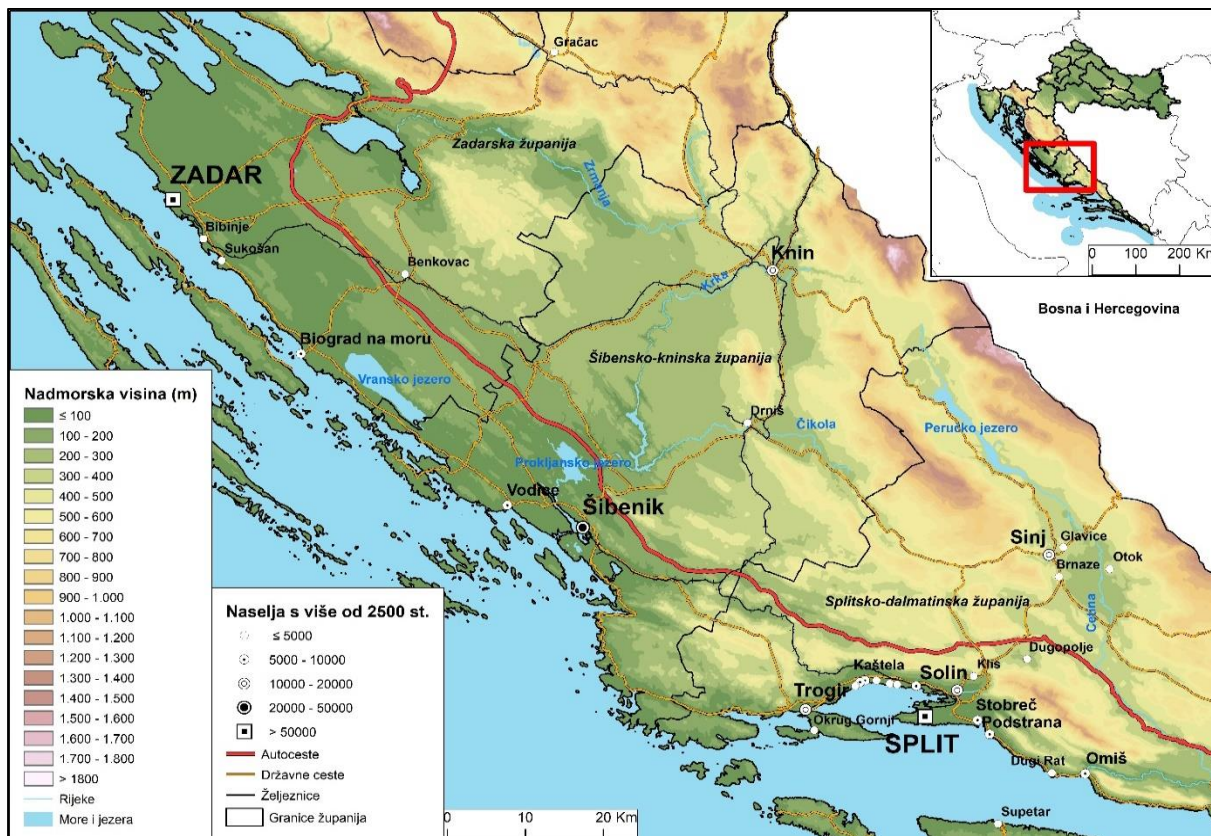 Gračac
Zadarska županija
Zrmanja
ZADAR
Bibinje
Sukošan
Benkovac
Knin
Krka
Biograd na moru
Vransko jezero
Šibensko-kninska županija
Drniš
Čikola
Perućko jezero
Prokljansko jezero
Vodice
Šibenik
Sinj
Glavice
Otok
Brnaze
Splitsko-dalmatinska županija
Cetina
Dugopolje
Kaštela
Solin
Klis
Trogir
Okrug Gornji
Stobreč
Podstrana
SPLIT
Dugi Rat
Omiš
Supetar
0 100 200 Km
Bosna i Hercegovina
Nadmorska visina (m)
≤ 100
100 - 200
200 - 300
300 - 400
400 - 500
500 - 600
600 - 700
700 - 800
800 - 900
900 - 1.000
1.000 - 1.100
1.100 - 1.200
1.200 - 1.300
1.300 - 1.400
1.400 - 1.500
1.500 - 1.600
1.600 - 1.700
1.700 - 1.800
> 1800
Rijeke
More i jezera
Naselja s više od 2500 st.
≤ 5000
5000 - 10000
10000 - 20000
20000 - 50000
> 50000
Autoceste
Državne ceste
Željeznice
Granice županija
0 10 20 Km